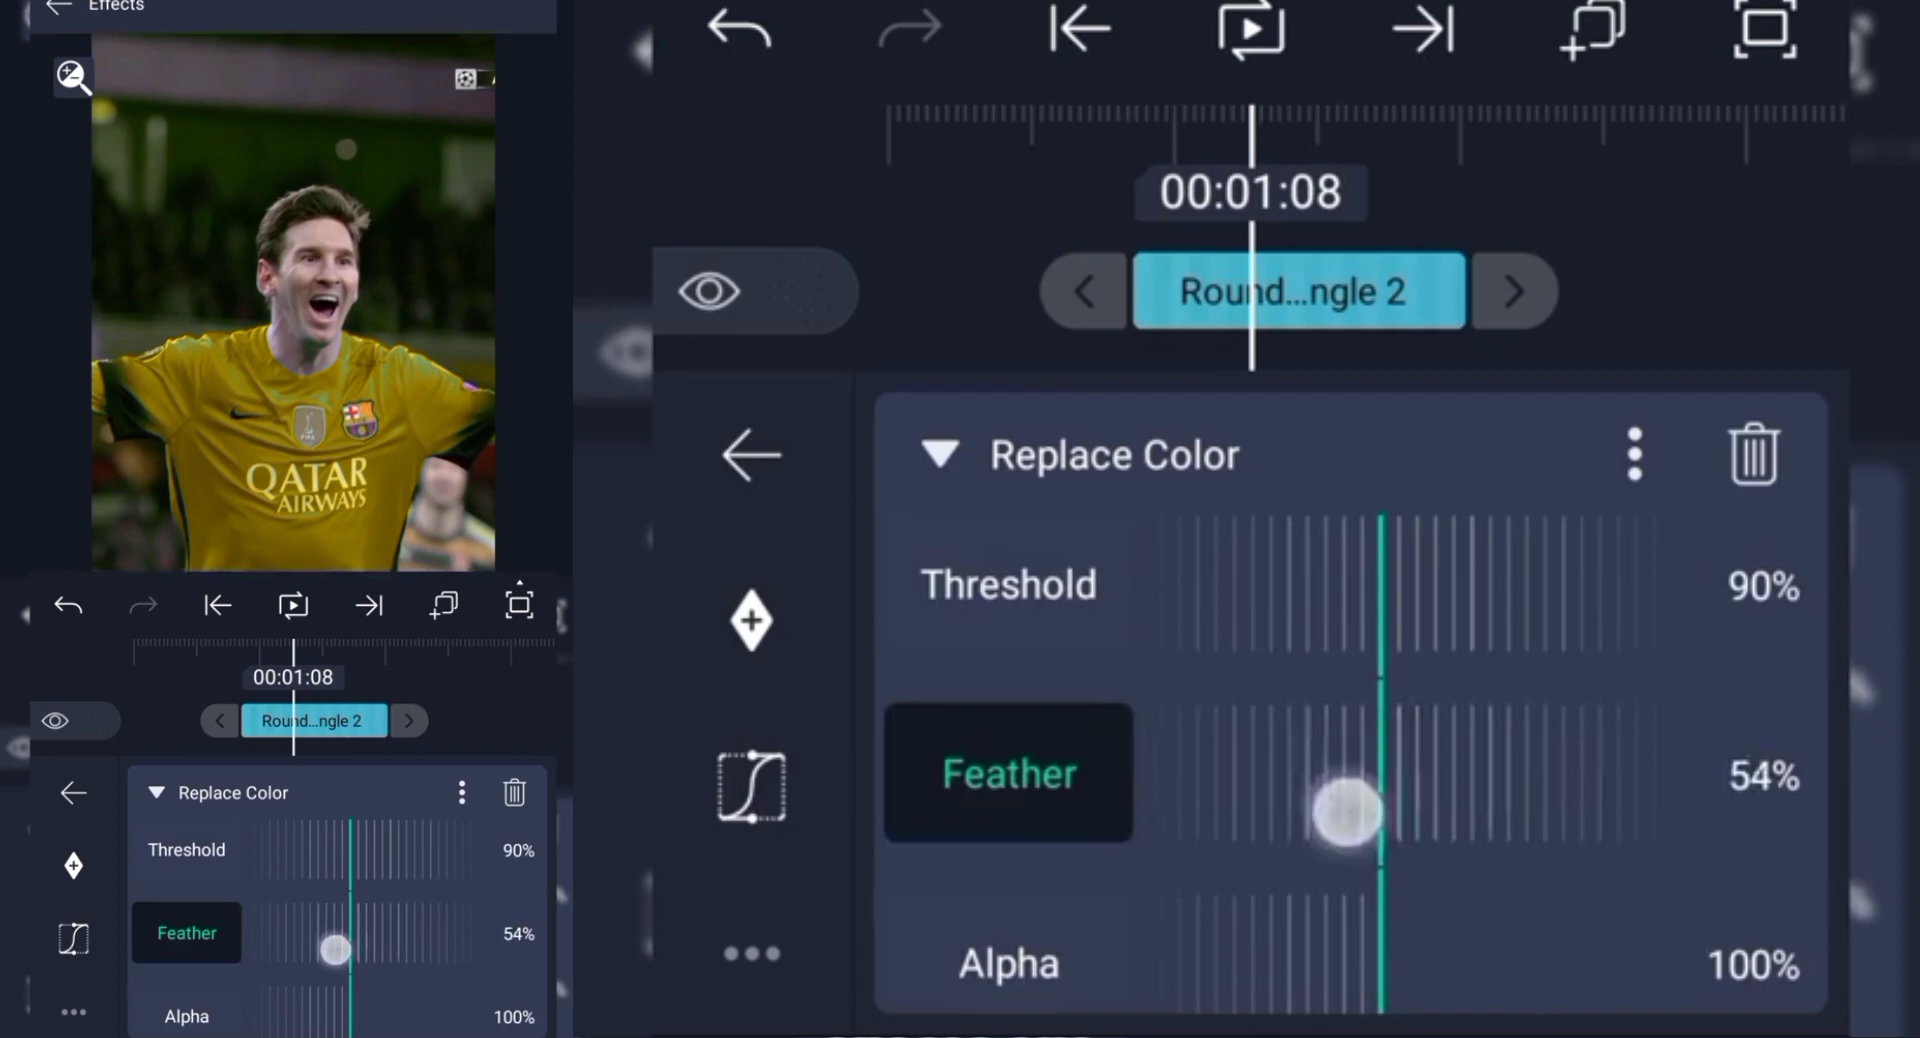 Effects
QATAR
AIRWAYS
00:01:08
Round...ngle 2
Replace Color
Threshold 90%
Feather 54%
Alpha 100%
00:01:08
Round...ngle 2
Replace Color
Threshold 90%
Feather 54%
Alpha 100%